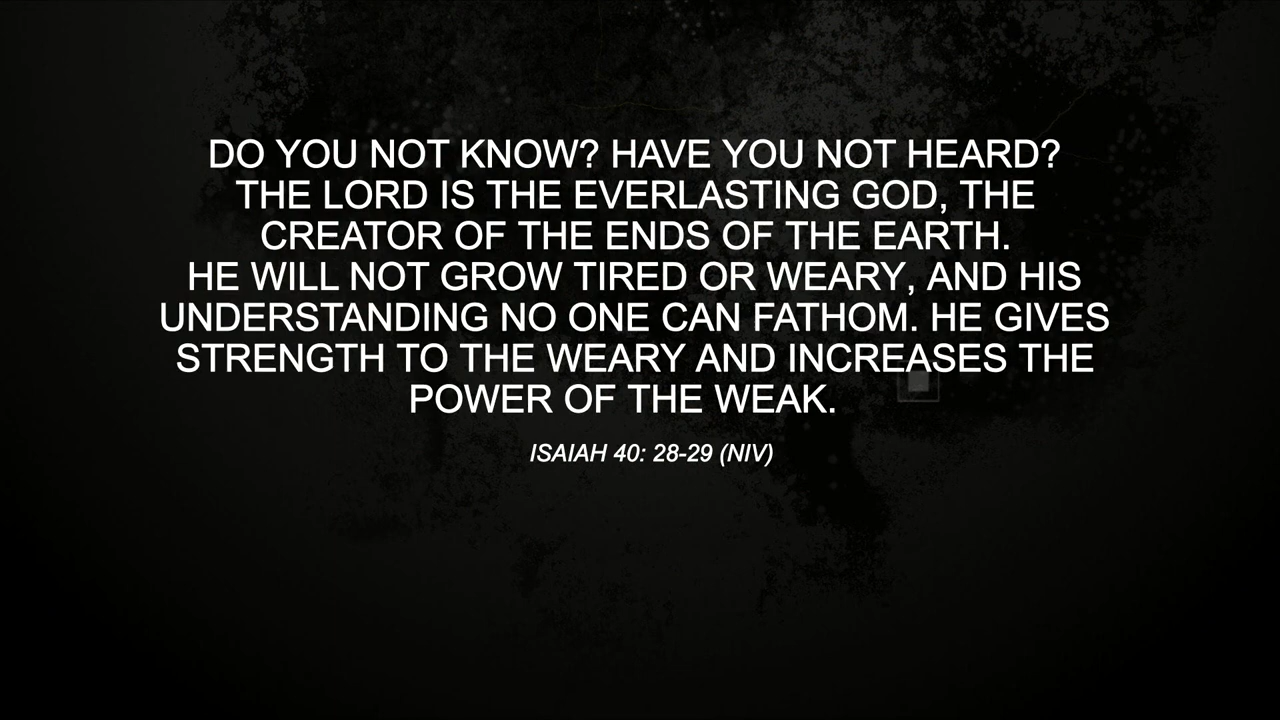 DO YOU NOT KNOW? HAVE YOU NOT HEARD?
THE LORD IS THE EVERLASTING GOD, THE
CREATOR OF THE ENDS OF THE EARTH.
HE WILL NOT GROW TIRED OR WEARY, AND HIS
UNDERSTANDING NO ONE CAN FATHOM. HE GIVES
STRENGTH TO THE WEARY AND INCREASES THE
POWER OF THE WEAK.
ISAIAH 40: 28-29 (NIV)